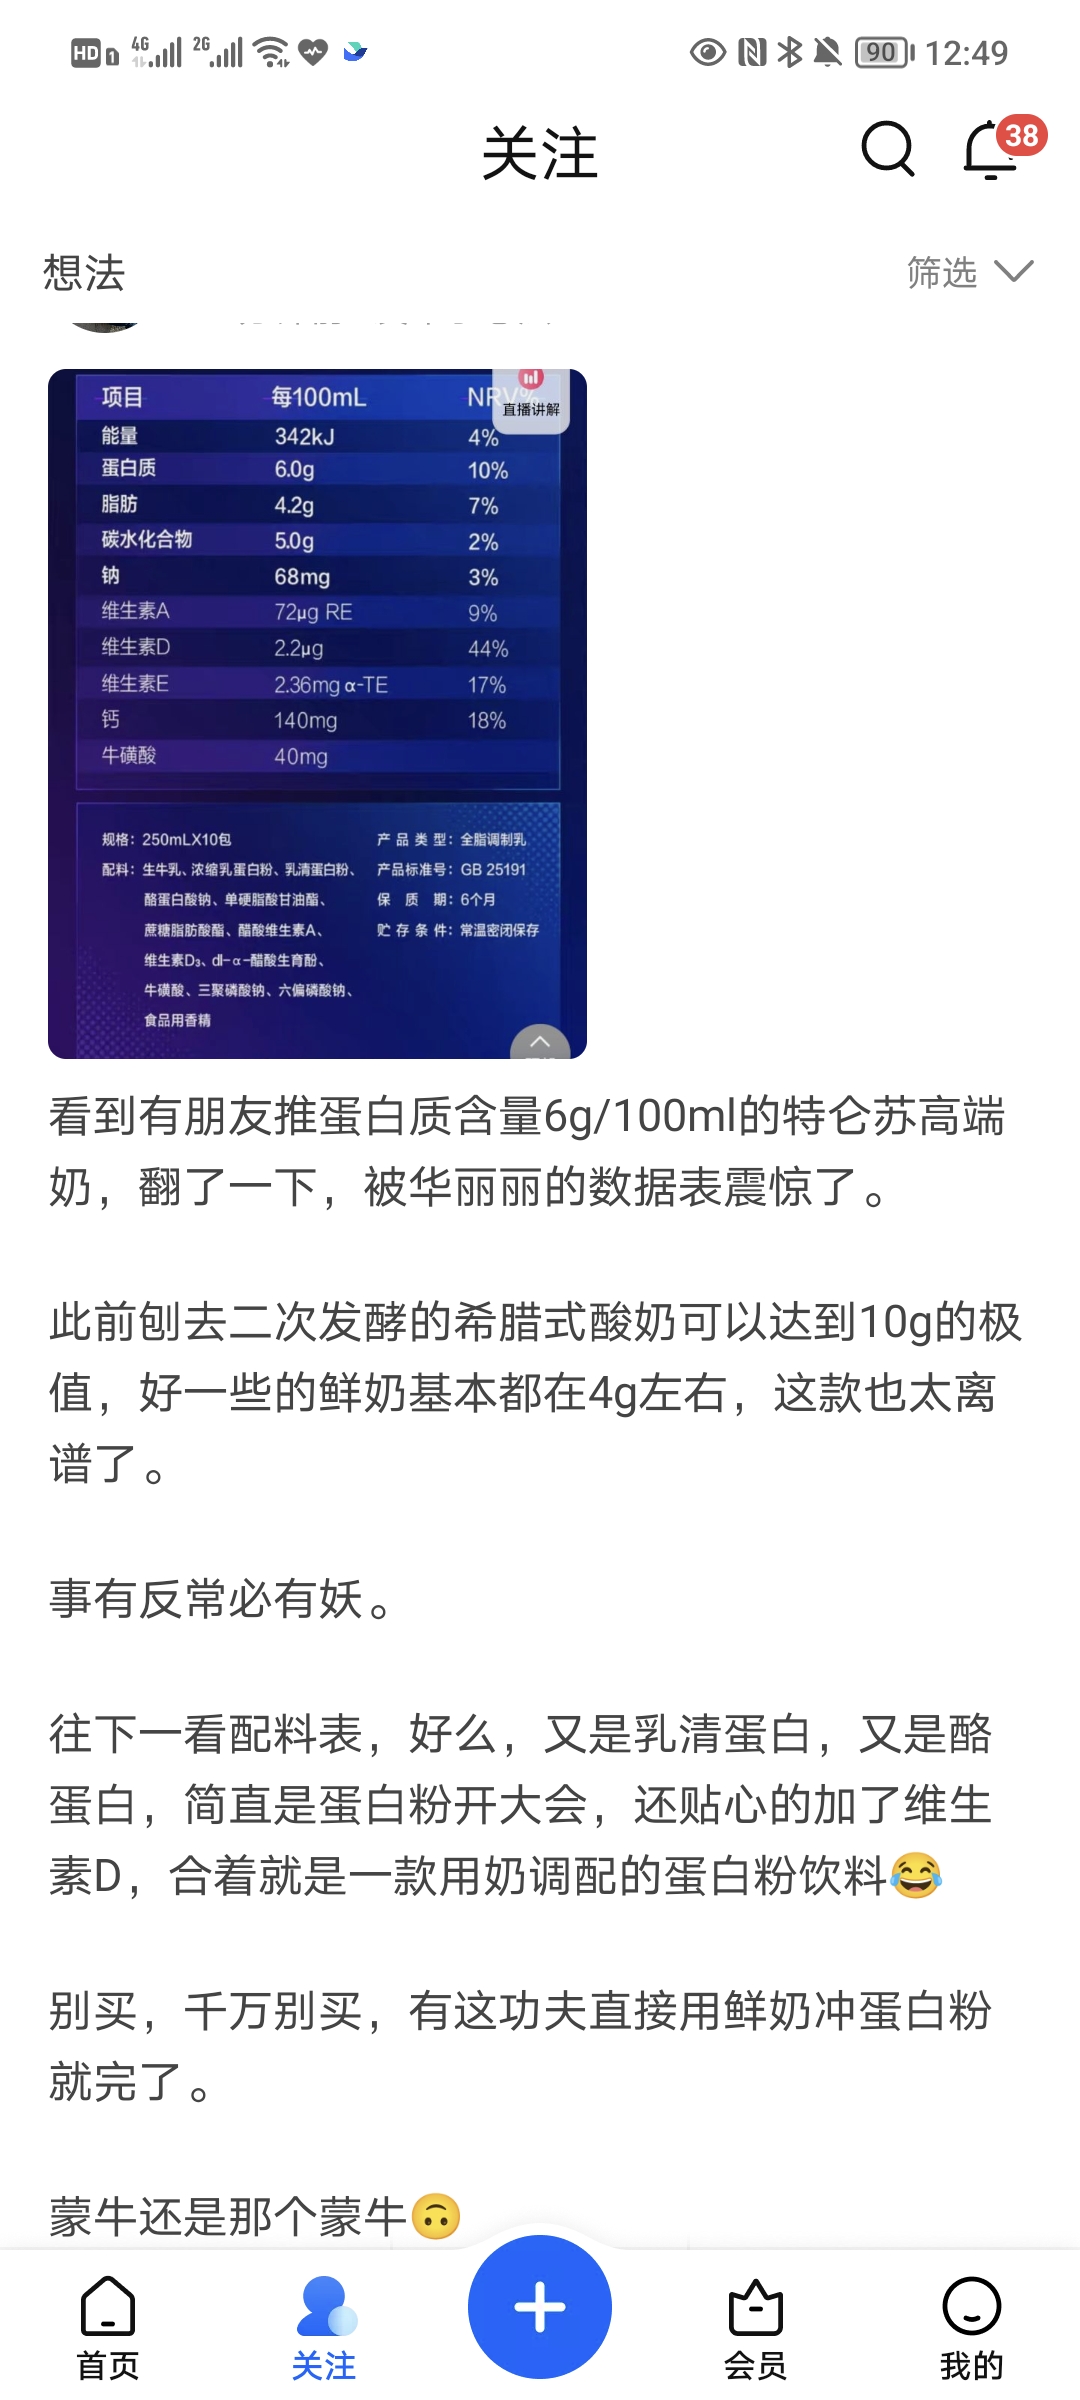 HD 1 4G 2G 90 12:49
关注 38
想法 筛选
项目 每100mL NRV%
直播讲解
能量 342kJ 4%
蛋白质 6.0g 10%
脂肪 4.2g 7%
碳水化合物 5.0g 2%
钠 68mg 3%
维生素A 72μg RE 9%
维生素D 2.2μg 44%
维生素E 2.36mg α-TE 17%
钙 140mg 18%
牛磺酸 40mg
规格：250mLX10包 产品类型：全脂调制乳
配料：生牛乳、浓缩乳蛋白粉、乳清蛋白粉、 产品标准号：GB 25191
酪蛋白酸钠、单硬脂酸甘油酯、 保质期：6个月
蔗糖脂肪酸酯、醋酸维生素A、 贮存条件：常温密闭保存
维生素D₃、dl-α-醋酸生育酚、
牛磺酸、三聚磷酸钠、六偏磷酸钠、
食品用香精
看到有朋友推蛋白质含量6g/100ml的特仑苏高端
奶，翻了一下，被华丽丽的数据表震惊了。
此前刨去二次发酵的希腊式酸奶可以达到10g的极
值，好一些的鲜奶基本都在4g左右，这款也太离
谱了。
事有反常必有妖。
往下一看配料表，好么，又是乳清蛋白，又是酪
蛋白，简直是蛋白粉开大会，还贴心的加了维生
素D，合着就是一款用奶调配的蛋白粉饮料😂
别买，千万别买，有这功夫直接用鲜奶冲蛋白粉
就完了。
蒙牛还是那个蒙牛🙃
首页 关注 会员 我的